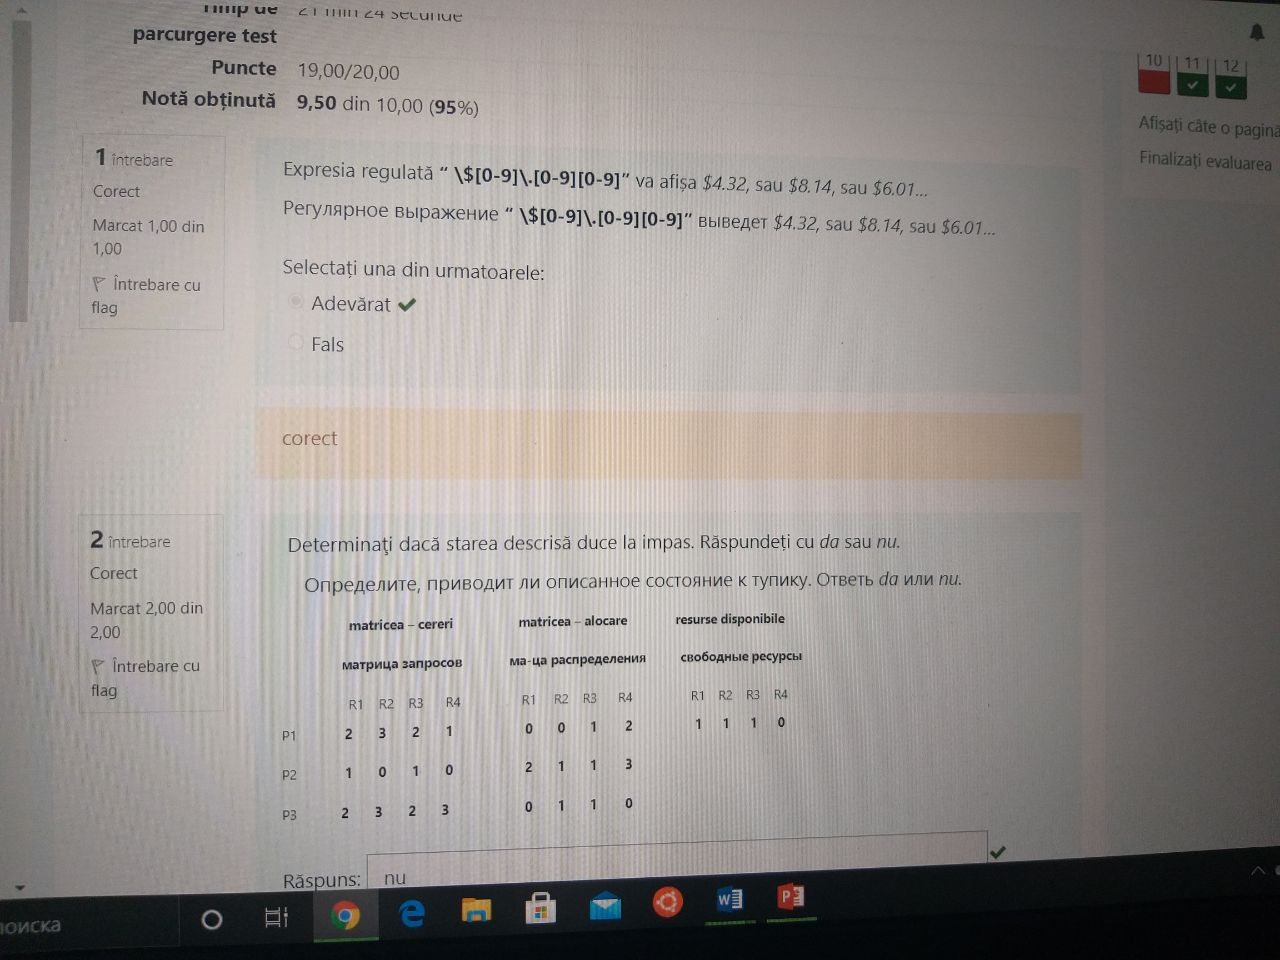 Timp de 21 min 24 secunde
parcurgere test
Puncte 19,00/20,00
Notă obținută 9,50 din 10,00 (95%)
10 11 12
Afișați câte o pagină
Finalizați evaluarea
1 întrebare
Corect
Marcat 1,00 din
1,00
Întrebare cu
flag
Expresia regulată “ \$[0-9]\.[0-9][0-9]” va afișa $4.32, sau $8.14, sau $6.01...
Регулярное выражение “ \$[0-9]\.[0-9][0-9]” выведет $4.32, sau $8.14, sau $6.01...
Selectați una din urmatoarele:
Adevărat
Fals
corect
2 întrebare
Corect
Marcat 2,00 din
2,00
Întrebare cu
flag
Determinaţi dacă starea descrisă duce la impas. Răspundeți cu da sau nu.
Определите, приводит ли описанное состояние к тупику. Ответь da или nu.
matricea – cereri matricea – alocare resurse disponibile
матрица запросов ма-ца распределения свободные ресурсы
R1 R2 R3 R4 R1 R2 R3 R4 R1 R2 R3 R4
P1 2 3 2 1 0 0 1 2 1 1 1 0
P2 1 0 1 0 2 1 1 3
P3 2 3 2 3 0 1 1 0
Răspuns: nu
поиска